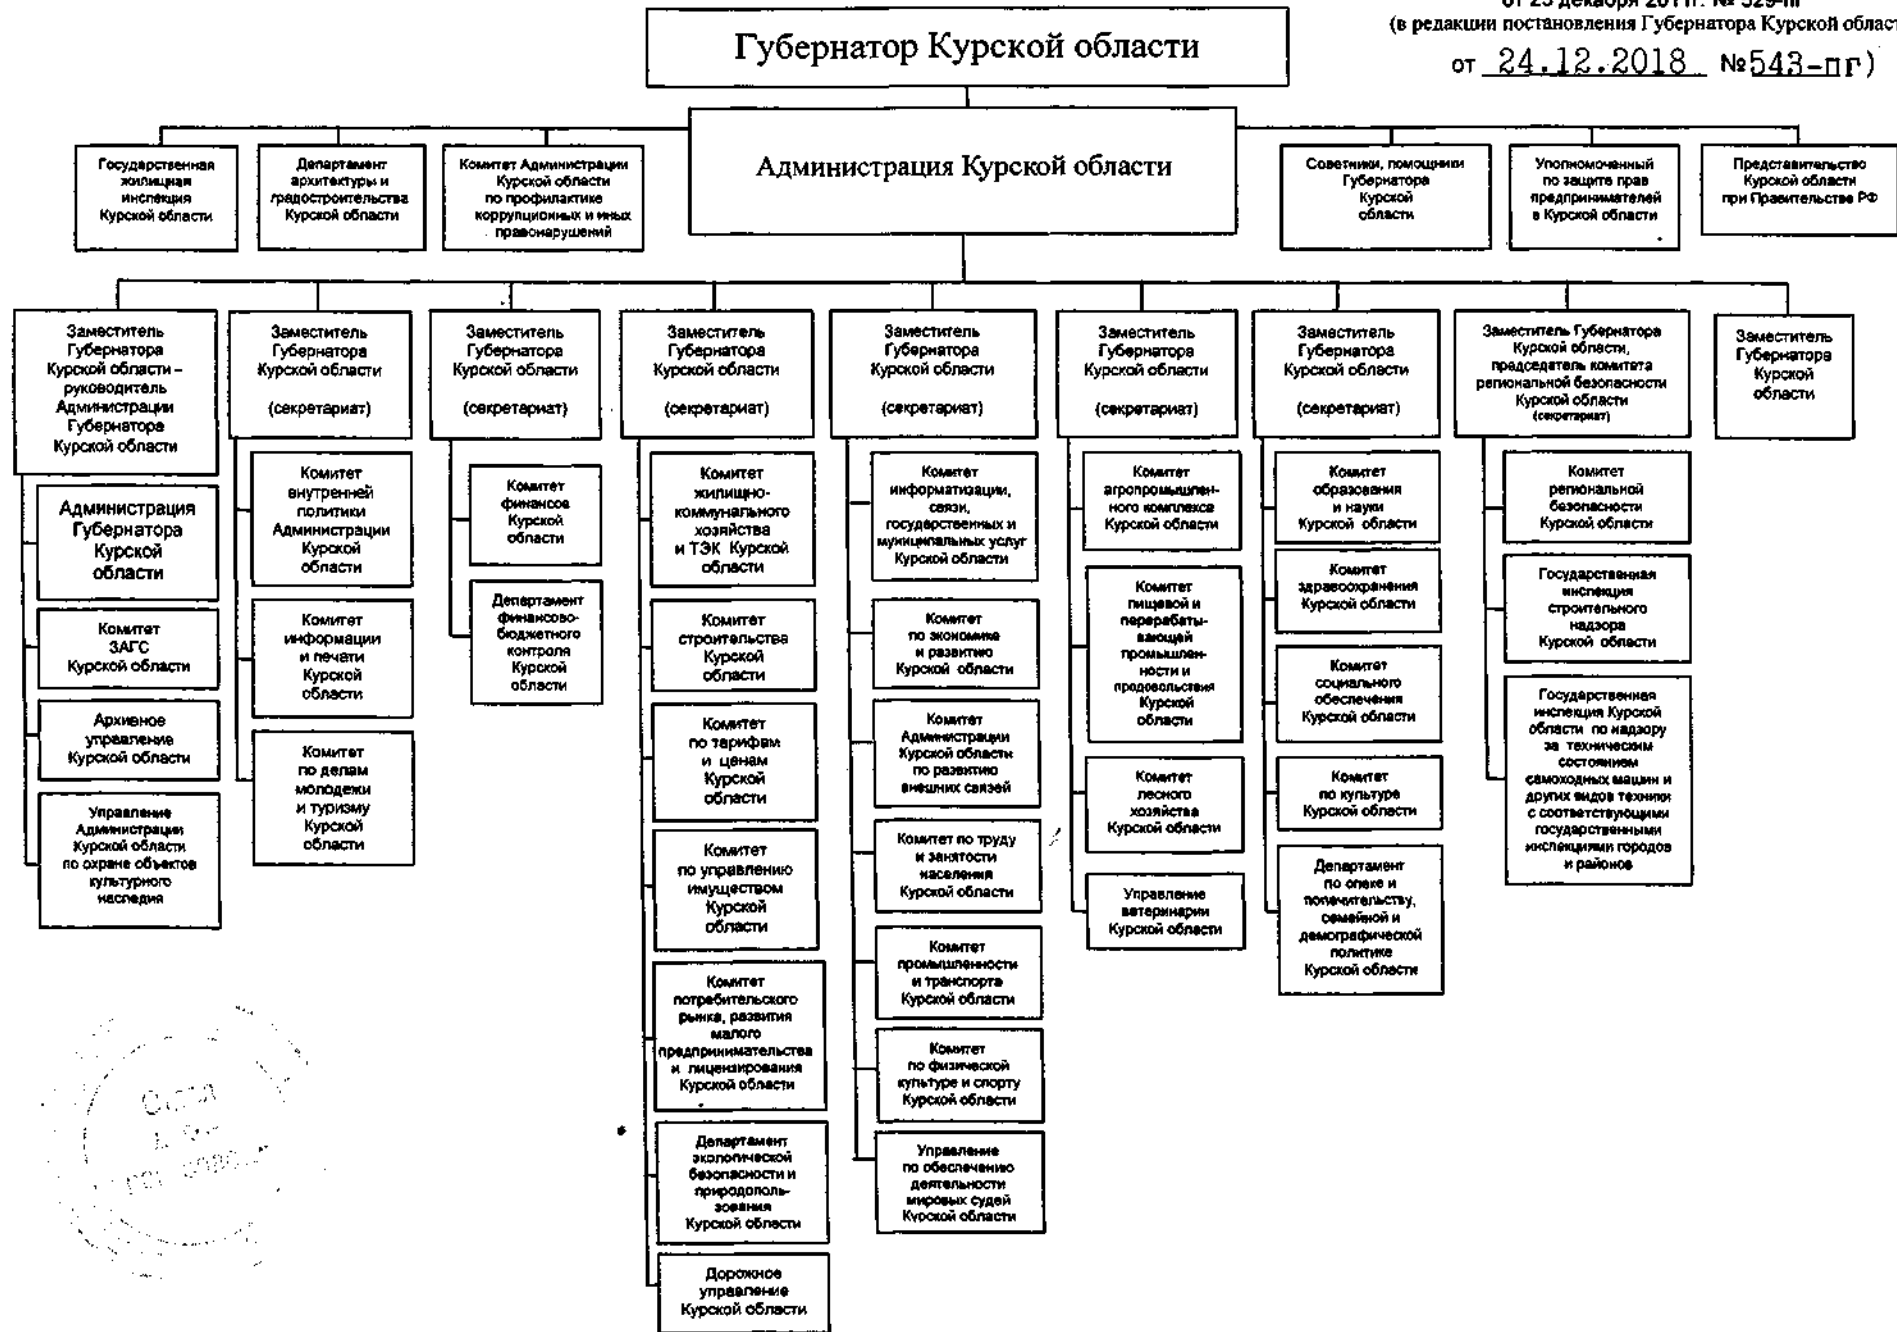 от 23 декабря 2011г. № 529-пг
(в редакции постановления Губернатора Курской област
от 24.12.2018 №543-пг)
Губернатор Курской области
Администрация Курской области
Государственная
жилищная
инспекция
Курской области
Департамент
архитектуры и
градостроительства
Курской области
Комитет Администрации
Курской области
по профилактике
коррупционных и иных
правонарушений
Советники, помощники
Губернатора
Курской
области
Уполномоченный
по защите прав
предпринимателей
в Курской области
Представительство
Курской области
при Правительстве РФ
Заместитель
Губернатора
Курской области –
руководитель
Администрации
Губернатора
Курской области
Администрация
Губернатора
Курской
области
Комитет
ЗАГС
Курской области
Архивное
управление
Курской области
Управление
Администрации
Курской области
по охране объектов
культурного
наследия
Заместитель
Губернатора
Курской области
(секретариат)
Комитет
внутренней
политики
Администрации
Курской
области
Комитет
информации
и печати
Курской
области
Комитет
по делам
молодежи
и туризму
Курской
области
Заместитель
Губернатора
Курской области
(секретариат)
Комитет
финансов
Курской
области
Департамент
финансово-
бюджетного
контроля
Курской
области
Заместитель
Губернатора
Курской области
(секретариат)
Комитет
жилищно-
коммунального
хозяйства
и ТЭК Курской
области
Комитет
строительства
Курской
области
Комитет
по тарифам
и ценам
Курской
области
Комитет
по управлению
имуществом
Курской
области
Комитет
потребительского
рынка, развития
малого
предпринимательства
и лицензирования
Курской области
Департамент
экологической
безопасности и
природополь-
зования
Курской области
Дорожное
управление
Курской области
Заместитель
Губернатора
Курской области
(секретариат)
Комитет
информатизации,
связи,
государственных и
муниципальных услуг
Курской области
Комитет
по экономике
и развитию
Курской области
Комитет
Администрации
Курской области
по развитию
внешних связей
Комитет по труду
и занятости
населения
Курской области
Комитет
промышленности
и транспорта
Курской области
Комитет
по физической
культуре и спорту
Курской области
Управление
по обеспечению
деятельности
мировых судей
Курской области
Заместитель
Губернатора
Курской области
(секретариат)
Комитет
агропромышлен-
ного комплекса
Курской области
Комитет
пищевой и
перерабаты-
вающей
промышлен-
ности и
продовольствия
Курской
области
Комитет
лесного
хозяйства
Курской области
Управление
ветеринарии
Курской области
Заместитель
Губернатора
Курской области
(секретариат)
Комитет
образования
и науки
Курской области
Комитет
здравоохранения
Курской области
Комитет
социального
обеспечения
Курской области
Комитет
по культуре
Курской области
Департамент
по опеке и
попечительству,
семейной и
демографической
политике
Курской области
Заместитель Губернатора
Курской области,
председатель комитета
региональной безопасности
Курской области
(секретариат)
Комитет
региональной
безопасности
Курской области
Государственная
инспекция
строительного
надзора
Курской области
Государственная
инспекция Курской
области по надзору
за техническим
состоянием
самоходных машин и
других видов техники
с соответствующими
государственными
инспекциями городов
и районов
Заместитель
Губернатора
Курской
области